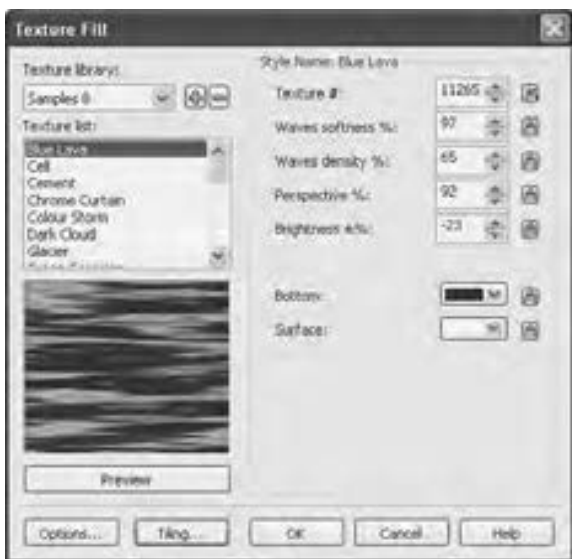 Texture Fill
Texture library:
Samples 8
Texture list:
Blue Lava
Cell
Cement
Chrome Curtain
Colour Storm
Dark Cloud
Glacier
Preview
Style Name: Blue Lava
Texture #: 11265
Waves softness %: 97
Waves density %: 65
Perspective %: 92
Brightness ±%: -23
Bottom:
Surface:
Options... Tiling... OK Cancel Help